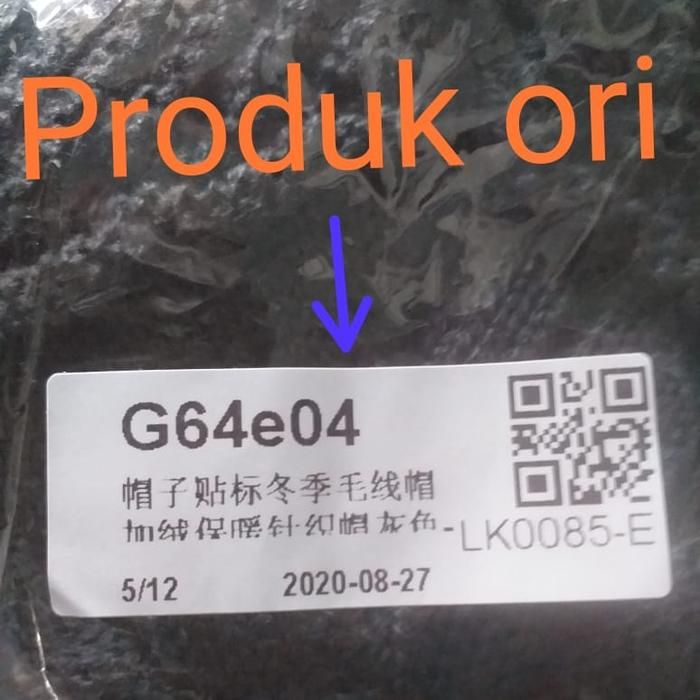 Produk ori
G64e04
帽子贴标冬季毛线帽
加绒保暖针织帽灰色-LK0085-E
5/12 2020-08-27